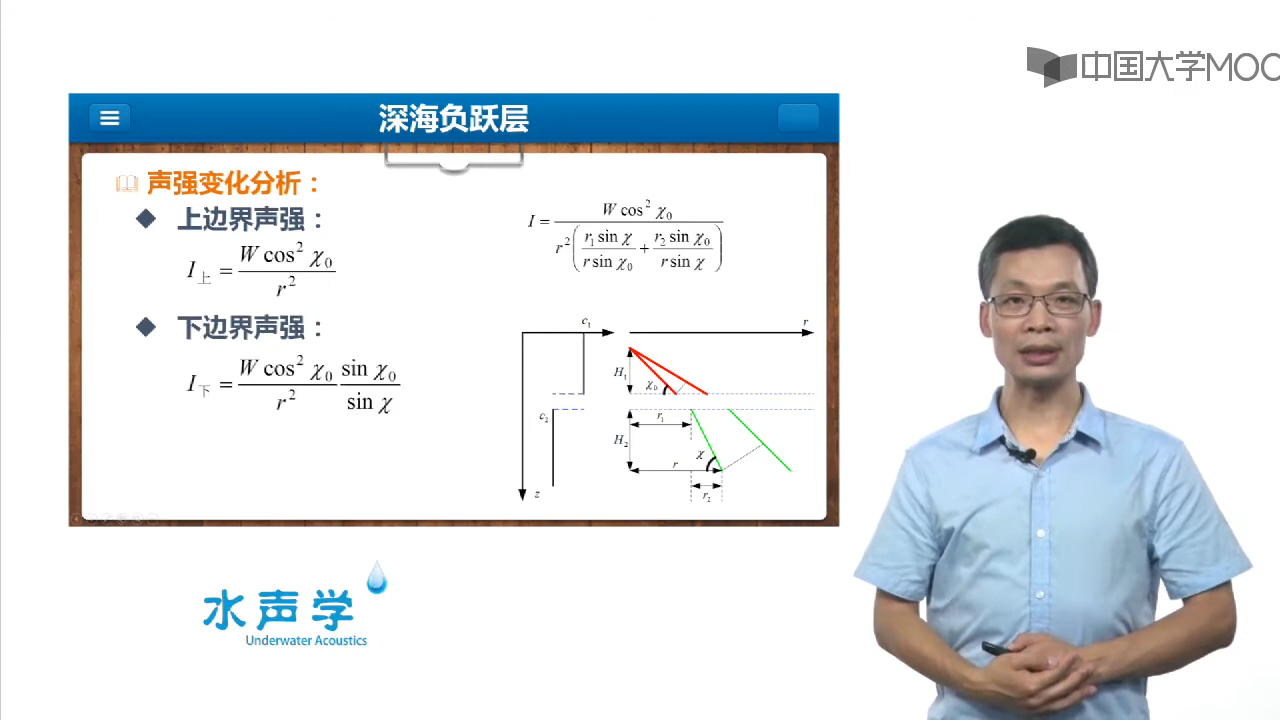 中国大学MOO
深海负跃层
声强变化分析：
上边界声强：
I上 = W cos² χ₀ / r²
下边界声强：
I下 = W cos² χ₀ / r² sin χ₀ / sin χ
I = W cos² χ₀ / r² ( r₁ sin χ / r sin χ₀ + r₂ sin χ₀ / r sin χ )
c₁
r
H₁
χ₀
c₂
r₁
H₂
χ
r
z
r₂
水声学
Underwater Acoustics